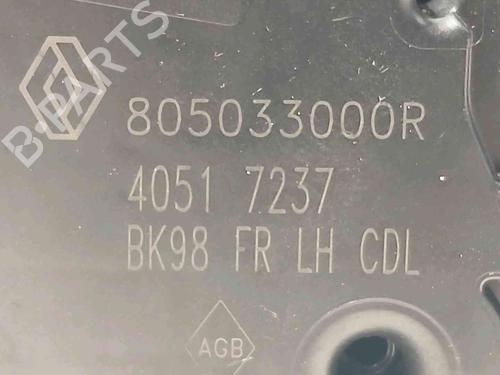 B-PARTS
805033000R
4051 7237
BK98 FR LH CDL
AGB